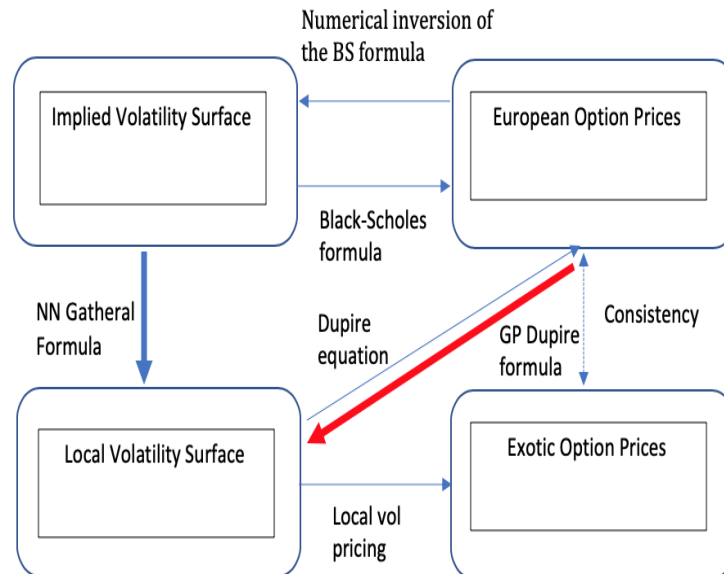 Numerical inversion of
the BS formula
Implied Volatility Surface
European Option Prices
Black-Scholes
formula
NN Gatheral
Formula
Dupire
equation
GP Dupire
formula
Consistency
Local Volatility Surface
Exotic Option Prices
Local vol
pricing